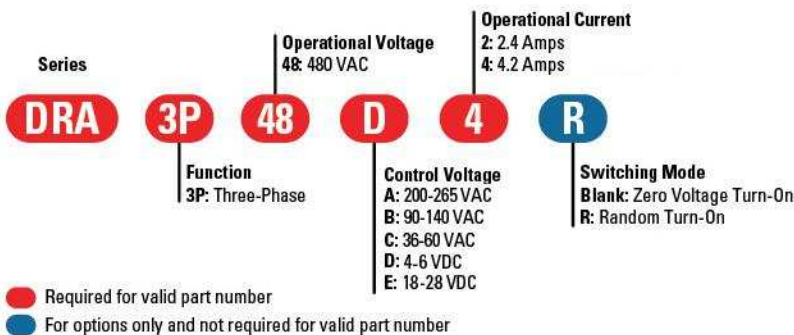 Series
Operational Voltage
48: 480 VAC
Operational Current
2: 2.4 Amps
4: 4.2 Amps
DRA 3P 48 D 4 R
Function
3P: Three-Phase
Control Voltage
A: 200-265 VAC
B: 90-140 VAC
C: 36-60 VAC
D: 4-6 VDC
E: 18-28 VDC
Switching Mode
Blank: Zero Voltage Turn-On
R: Random Turn-On
Required for valid part number
For options only and not required for valid part number